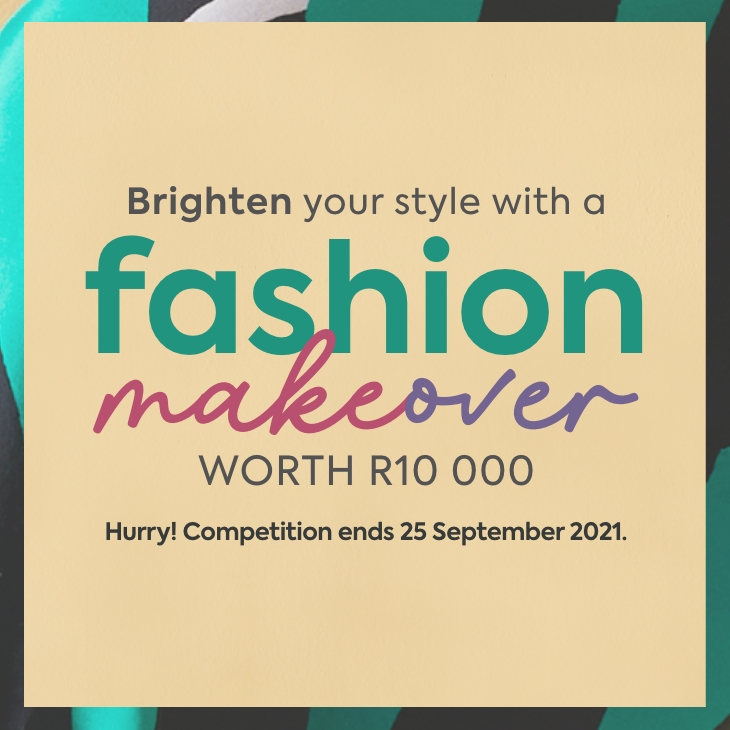 Brighten your style with a
fashion
makeover
WORTH R10 000
Hurry! Competition ends 25 September 2021.